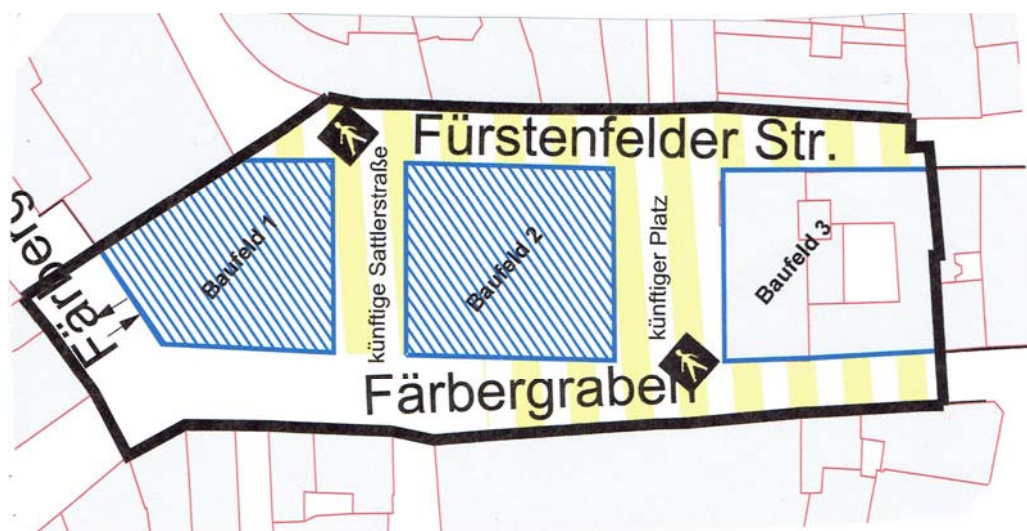 Fürstenfelder Str.
künftige Sattlerstraße
künftiger Platz
Baufeld 1
Baufeld 2
Baufeld 3
Färbergraben